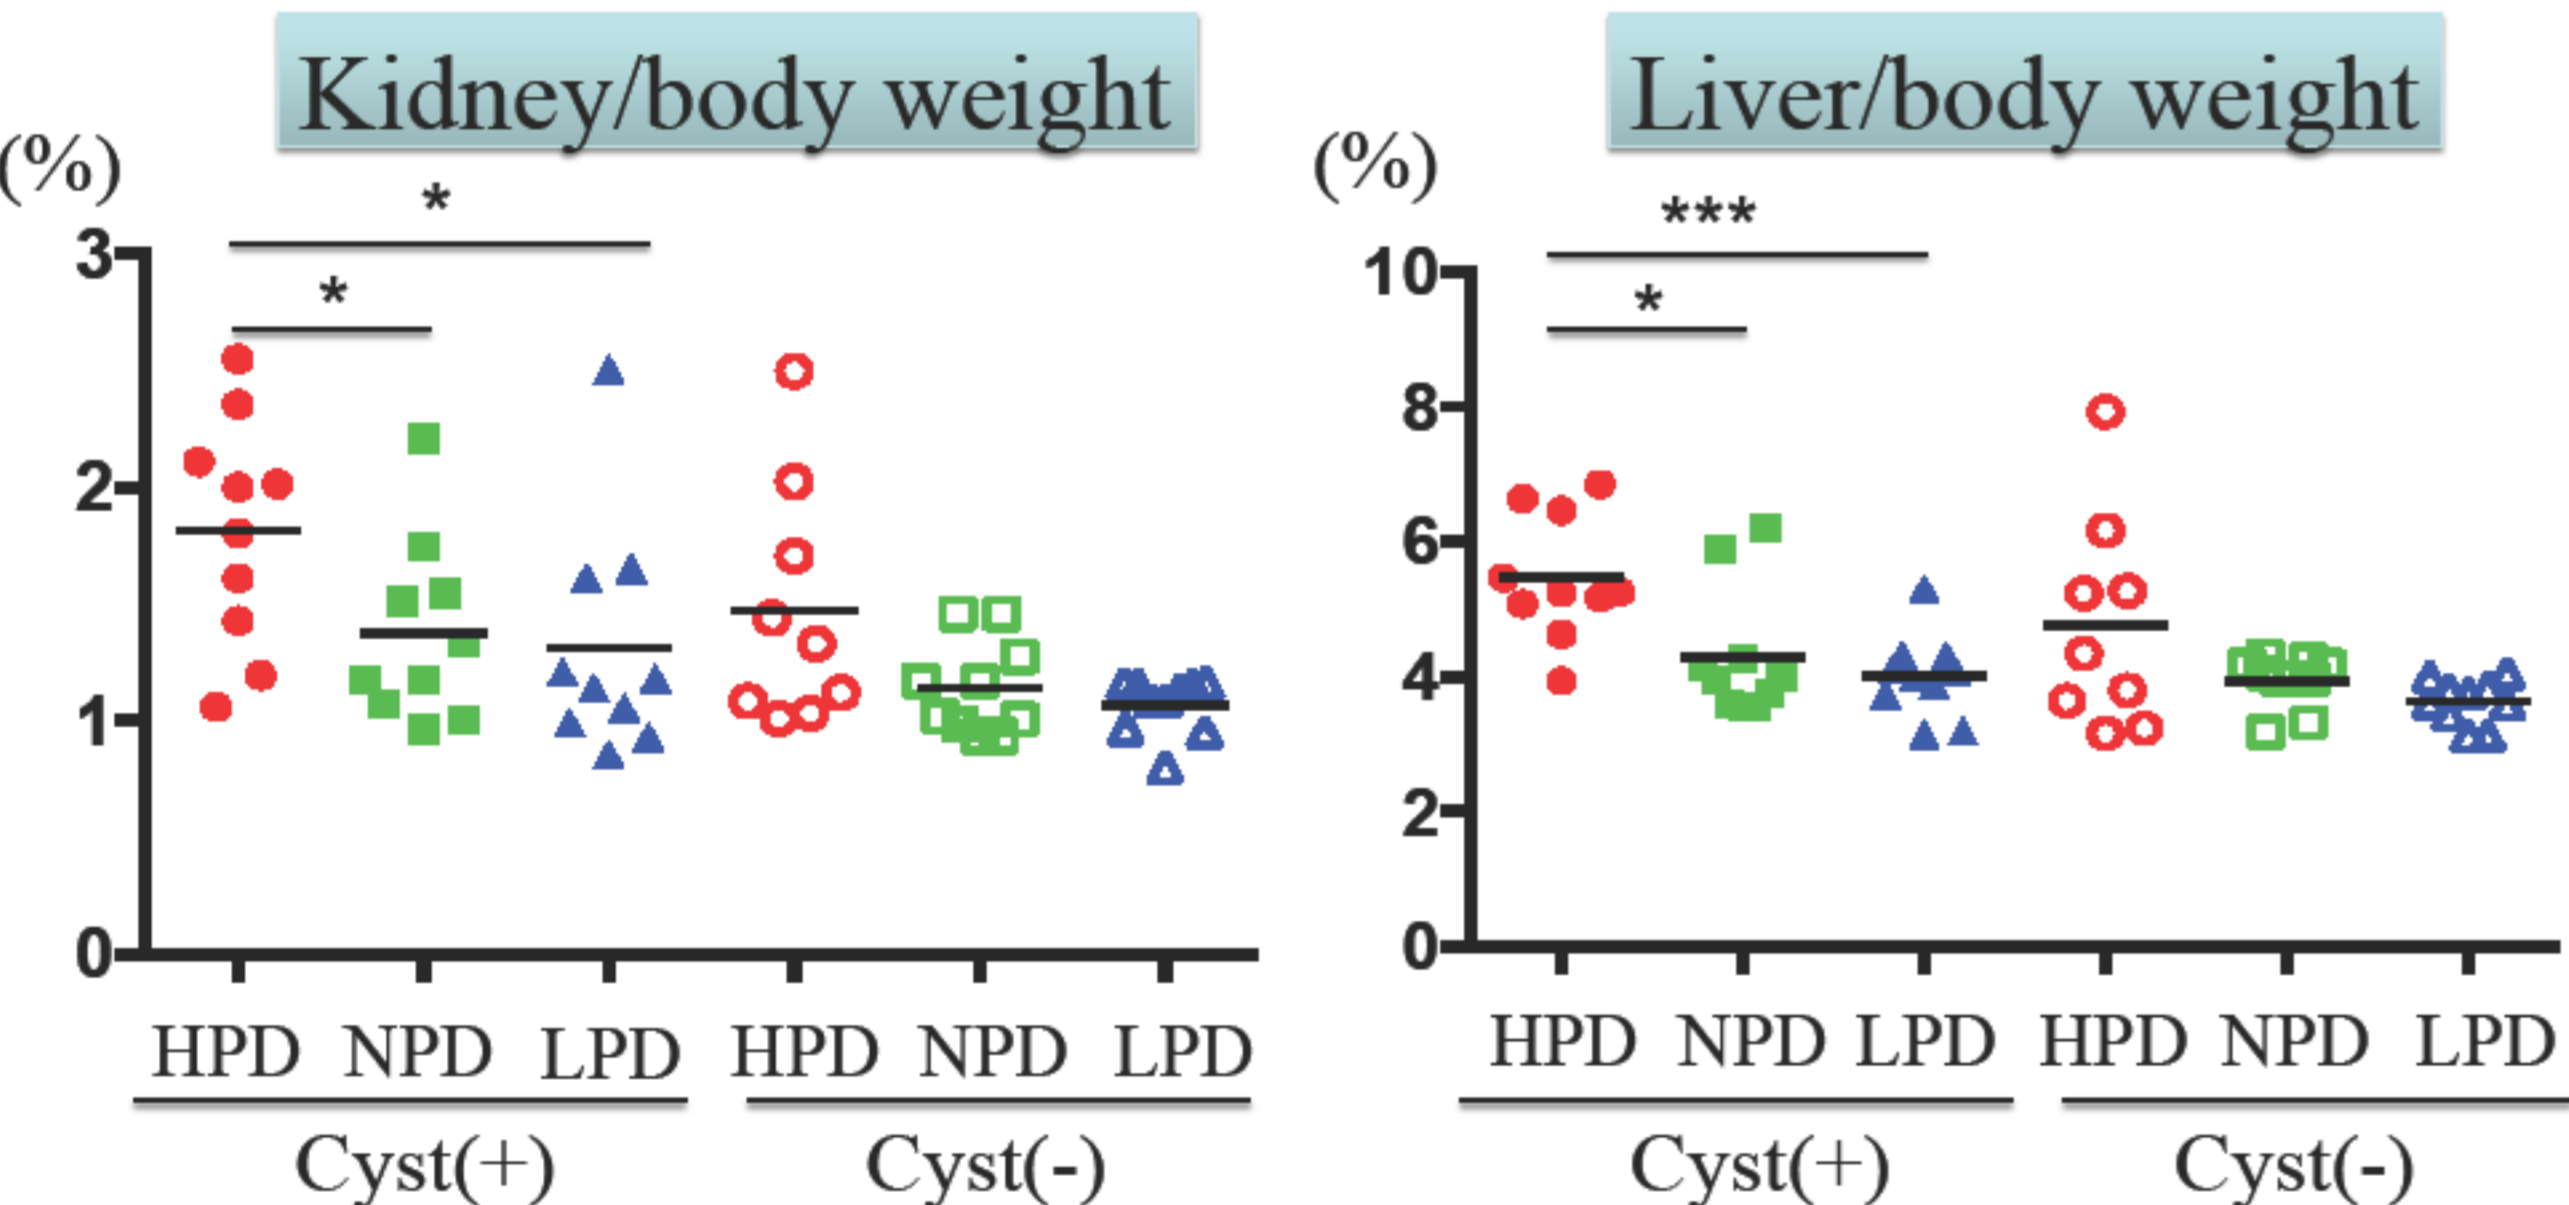 Kidney/body weight
(%)
*
*
3
2
1
0
HPD NPD LPD HPD NPD LPD
Cyst(+) Cyst(-)
Liver/body weight
(%)
***
*
10
8
6
4
2
0
HPD NPD LPD HPD NPD LPD
Cyst(+) Cyst(-)